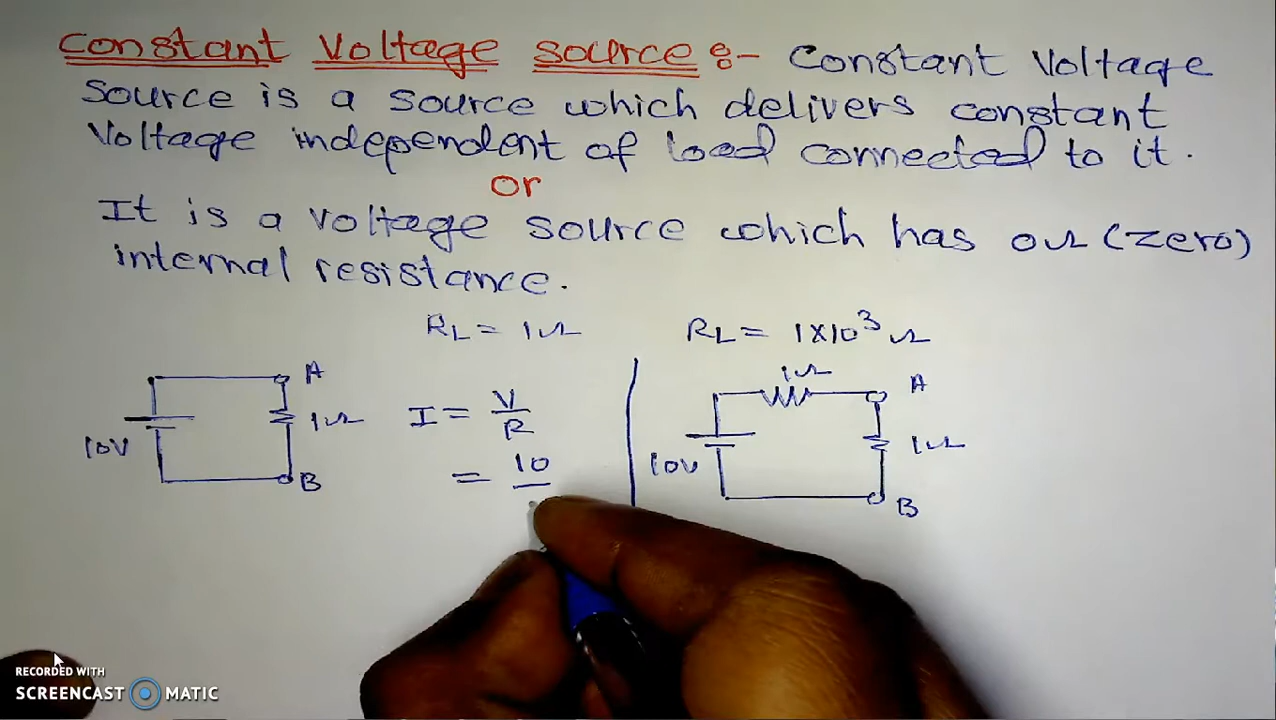 Constant Voltage Source :- Constant Voltage
Source is a source which delivers constant
Voltage independent of load connected to it.
or
It is a voltage source which has 0Ω (zero)
internal resistance.
RL = 1Ω
RL = 1X10³ Ω
A
1Ω
10V
B
I = V/R
= 10
1Ω
A
1Ω
10V
B
RECORDED WITH
SCREENCAST MATIC